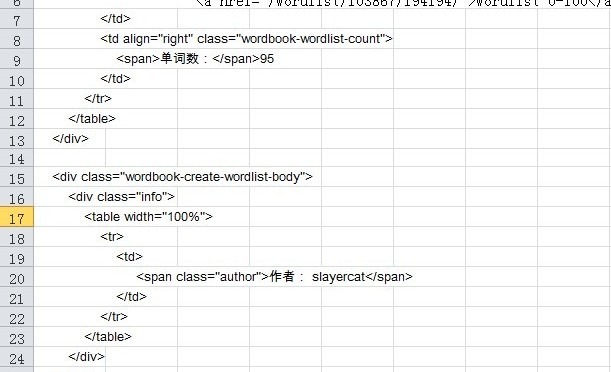 6 <a href="/wordlist/103867/194194/">wordlist 0-100</a
7 </td>
8 <td align="right" class="wordbook-wordlist-count">
9 <span>单词数：</span>95
10 </td>
11 </tr>
12 </table>
13 </div>
14
15 <div class="wordbook-create-wordlist-body">
16 <div class="info">
17 <table width="100%">
18 <tr>
19 <td>
20 <span class="author">作者： slayercat</span>
21 </td>
22 </tr>
23 </table>
24 </div>